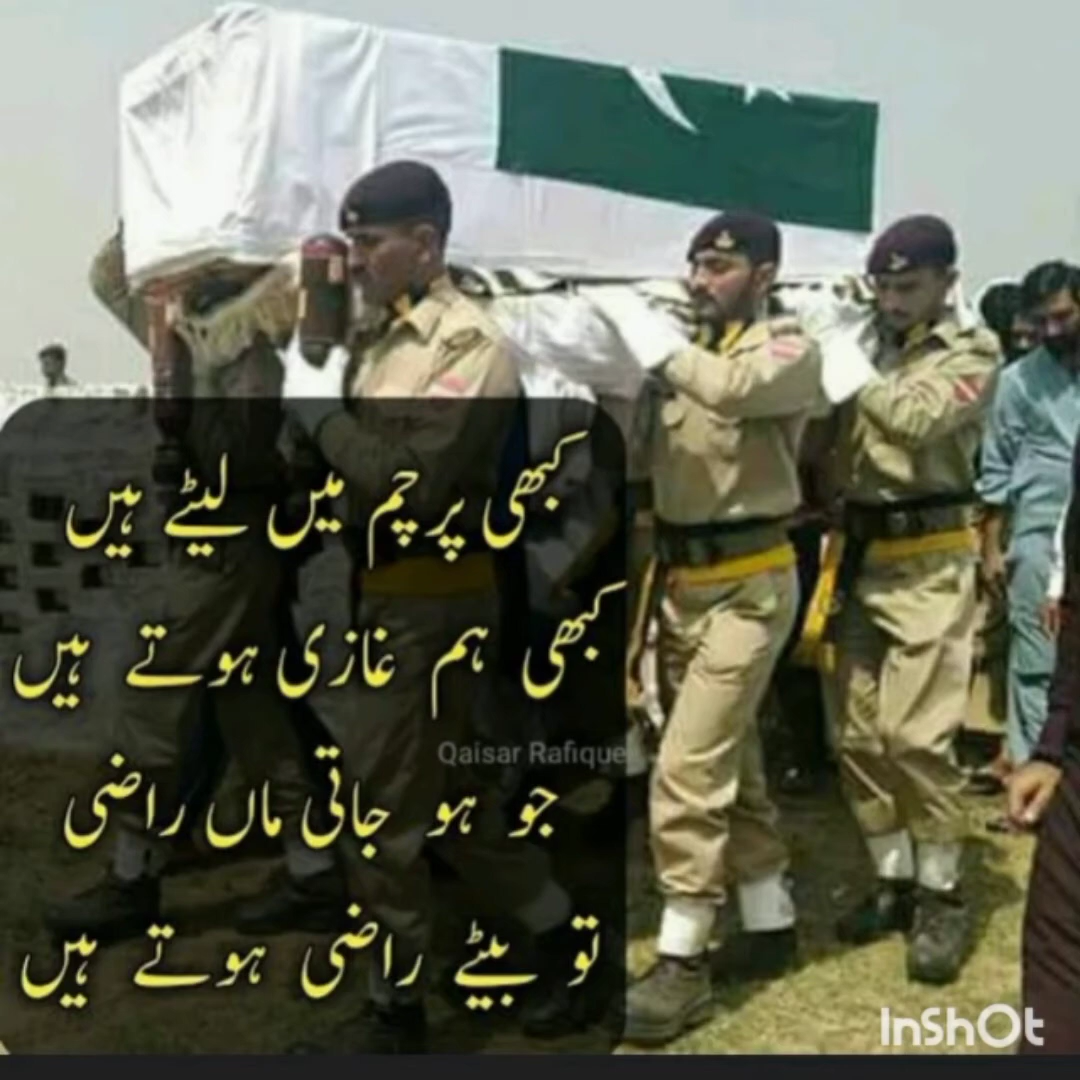 کبھی پرچم میں لپٹے ہیں
کبھی ہم غازی ہوتے ہیں
Qaisar Rafique
جو ہو جاتی ماں راضی
تو بیٹے راضی ہوتے ہیں
InShOt